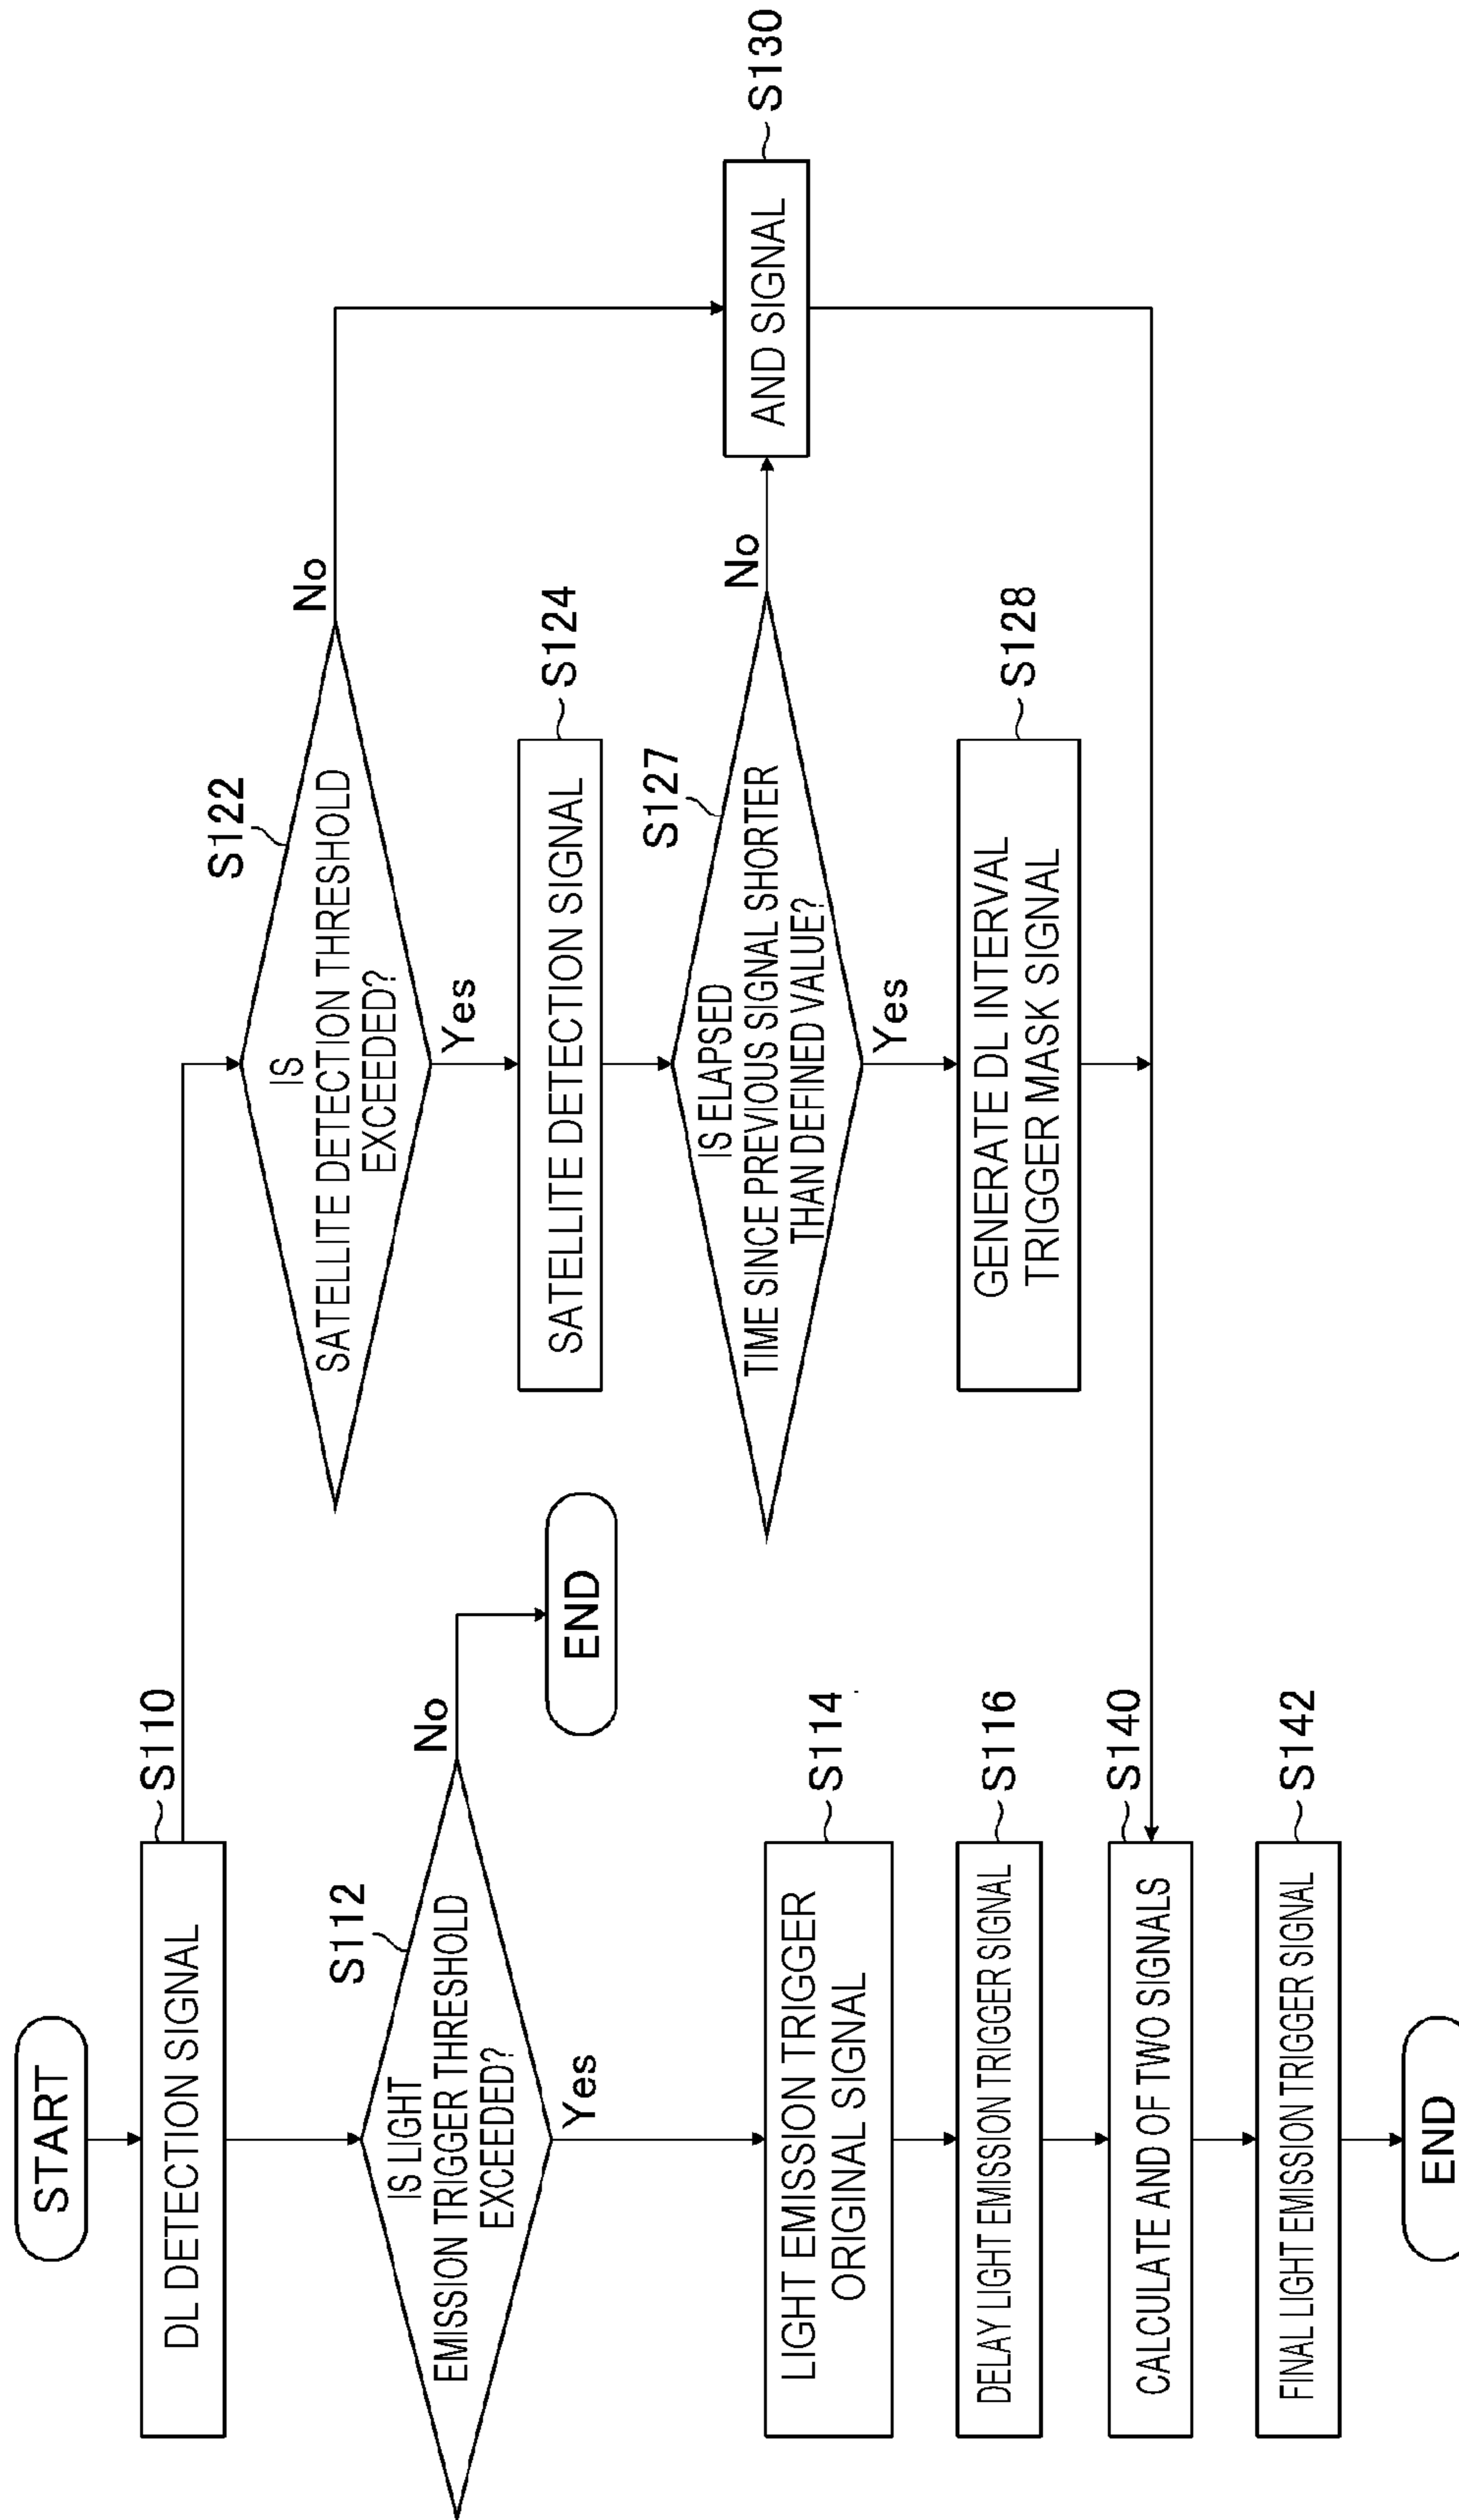 START
S110
DL DETECTION SIGNAL
S112
IS LIGHT
EMISSION TRIGGER THRESHOLD
EXCEEDED?
No
END
Yes
S114
LIGHT EMISSION TRIGGER
ORIGINAL SIGNAL
S116
DELAY LIGHT EMISSION TRIGGER SIGNAL
S140
CALCULATE AND OF TWO SIGNALS
S142
FINAL LIGHT EMISSION TRIGGER SIGNAL
END
S122
IS
SATELLITE DETECTION THRESHOLD
EXCEEDED?
No
Yes
S124
SATELLITE DETECTION SIGNAL
S127
IS ELAPSED
TIME SINCE PREVIOUS SIGNAL SHORTER
THAN DEFINED VALUE?
No
Yes
S128
GENERATE DL INTERVAL
TRIGGER MASK SIGNAL
S130
AND SIGNAL